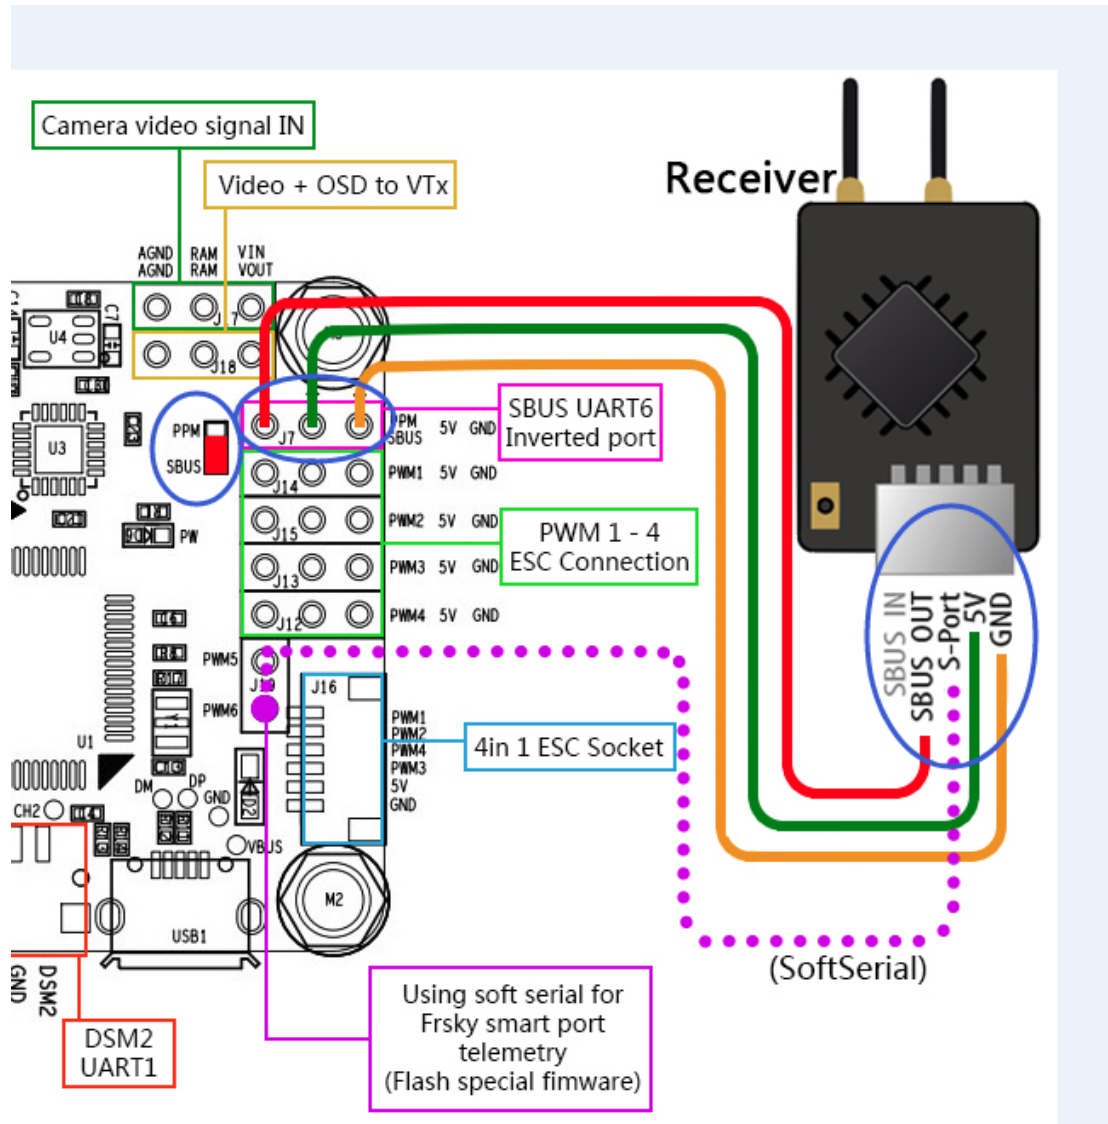 Camera video signal IN
Video + OSD to VTx
Receiver
AGND RAM VIN
AGND RAM VOUT
C7
U4
J18
PPM
SBUS
U3
PW
J7
PPM
SBUS 5V GND
SBUS UART6
Inverted port
J14
PWM1 5V GND
J15
PWM2 5V GND
J13
PWM3 5V GND
J12
PWM4 5V GND
PWM 1 - 4
ESC Connection
SBUS IN
SBUS OUT
S-Port
5V
GND
PWM5
J19
PWM6
J16
PWM1
PWM2
PWM4
PWM3
5V
GND
4in 1 ESC Socket
U1
DM
DP
GND
D2
CH2
VBUS
USB1
M2
(SoftSerial)
GND
DSM2
DSM2
UART1
Using soft serial for
Frsky smart port
telemetry
(Flash special fimware)